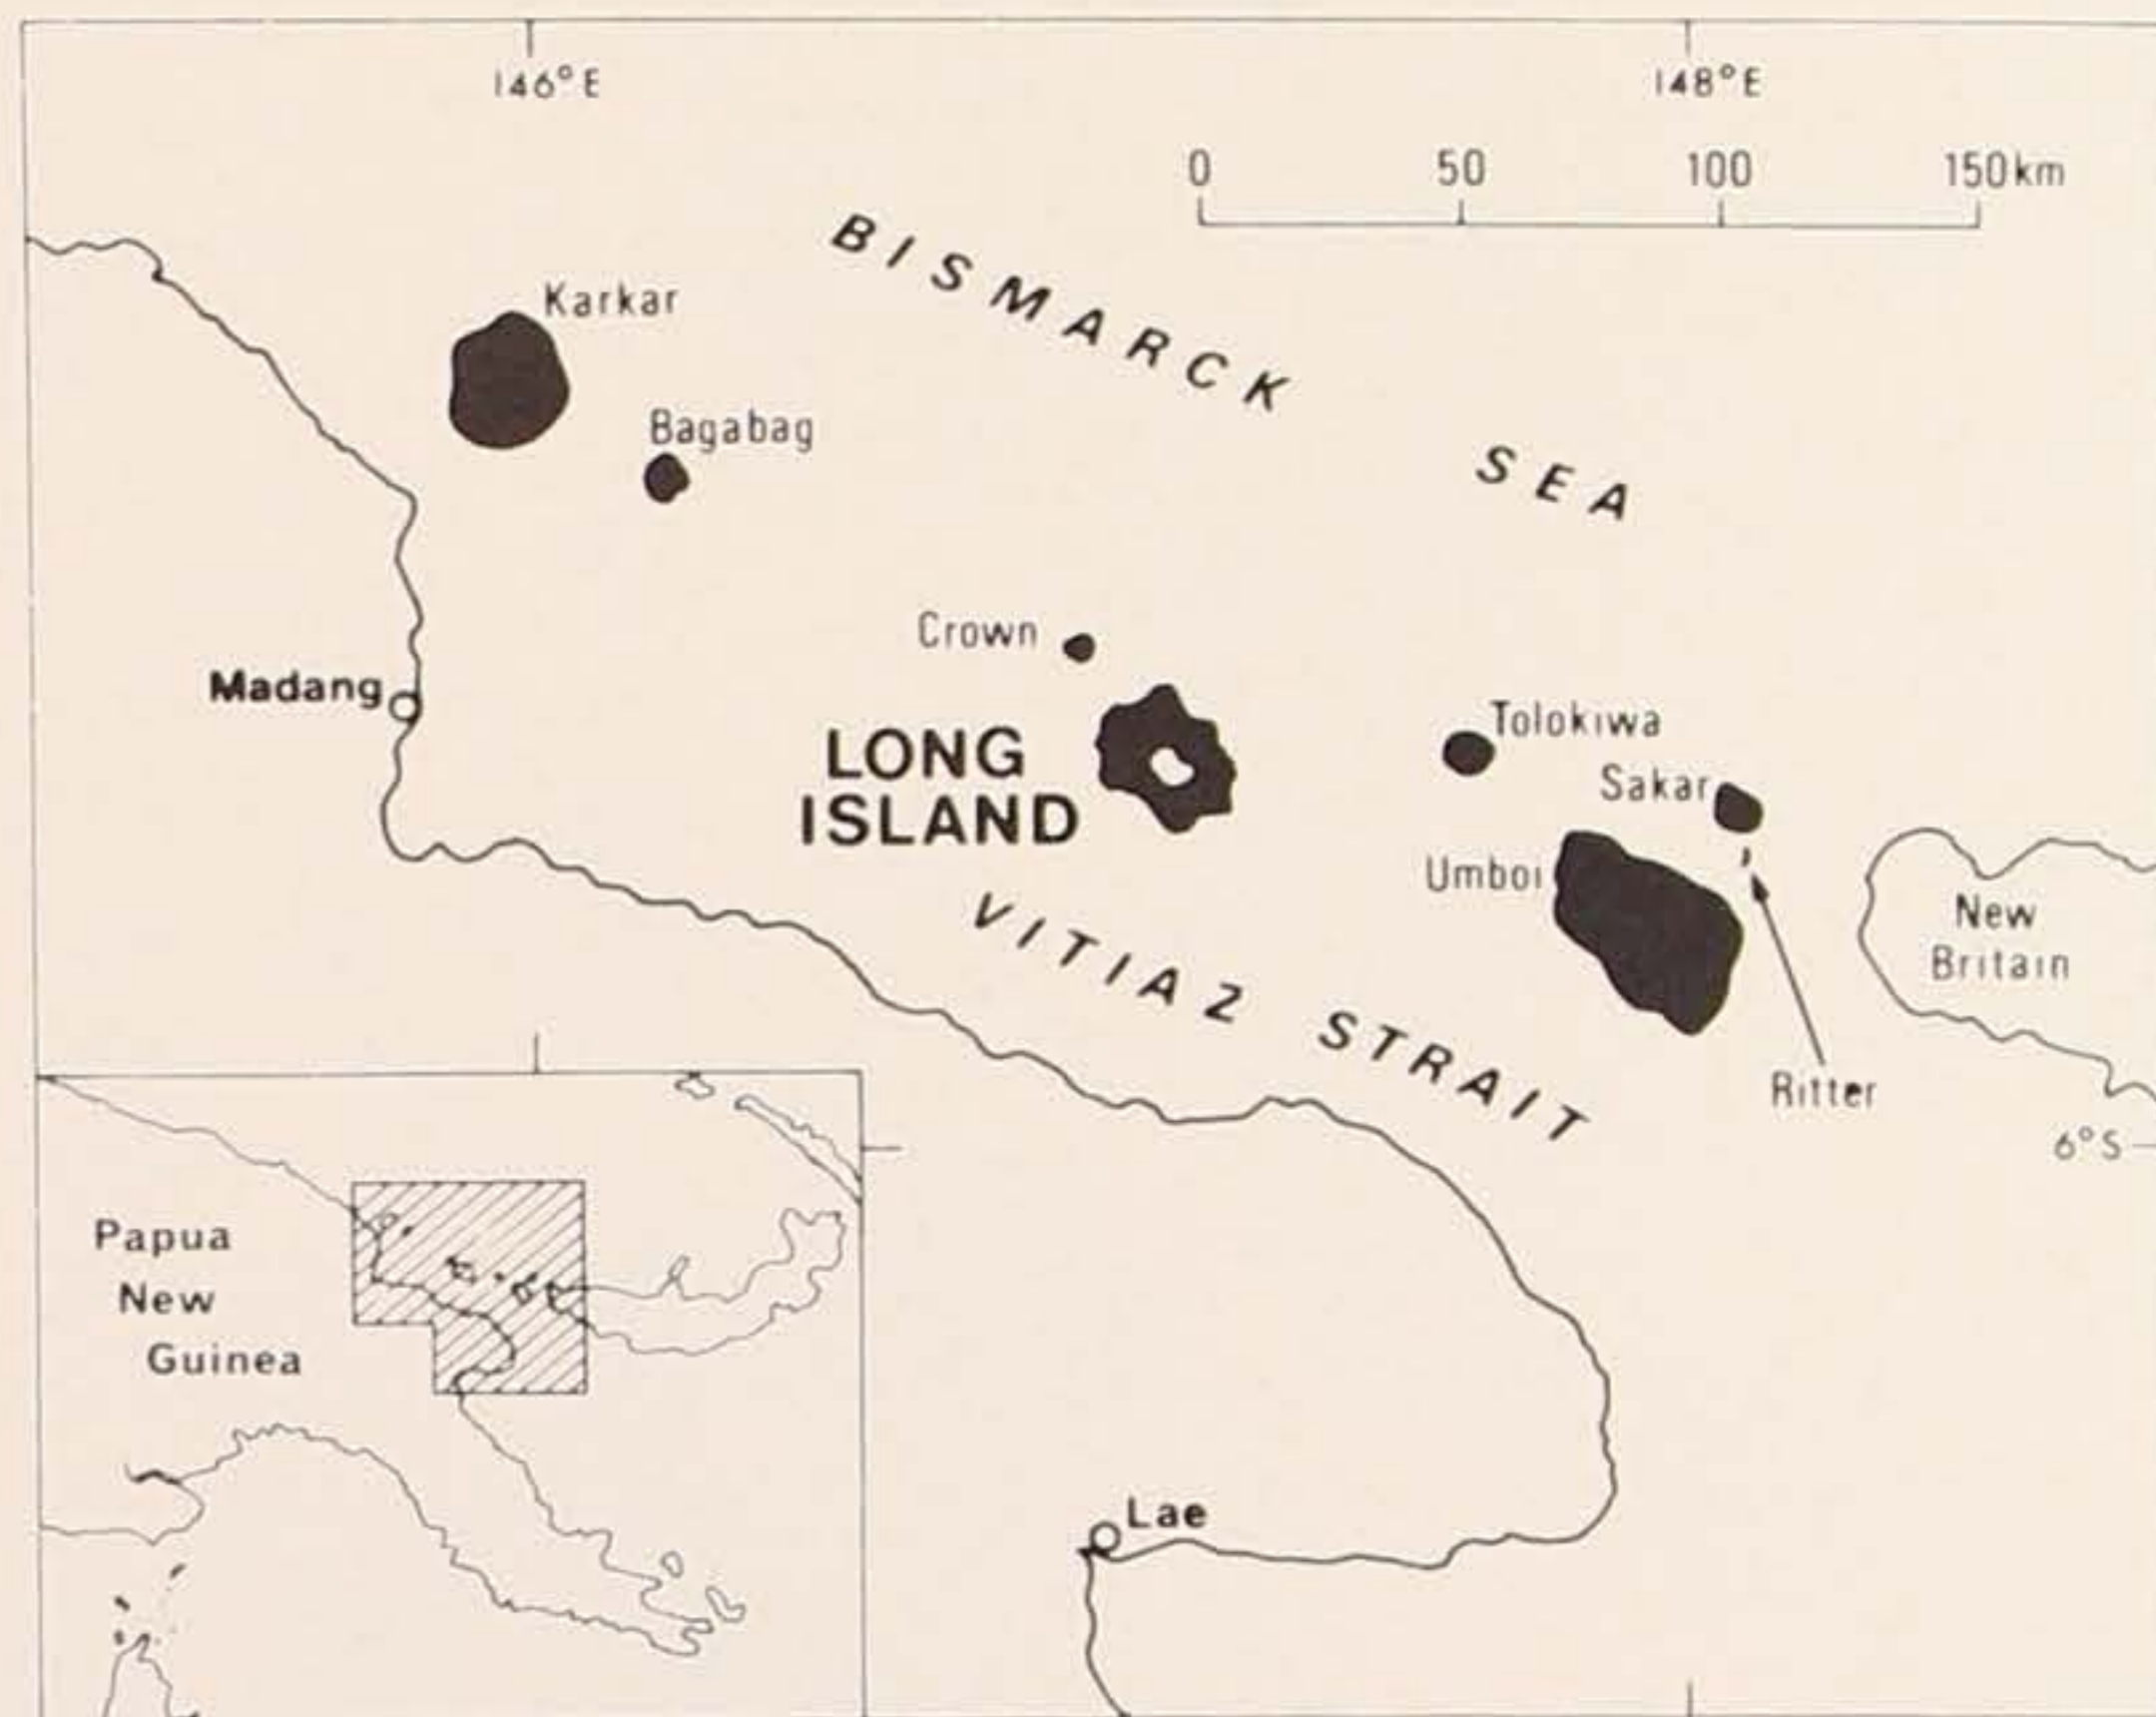 146°E
148°E
0 50 100 150km
BISMARCK SEA
Karkar
Bagabag
Crown
Madang
LONG
ISLAND
Tolokiwa
Sakar
Umboi
New
Britain
VITIAZ STRAIT
Ritter
6°S
Papua
New
Guinea
Lae